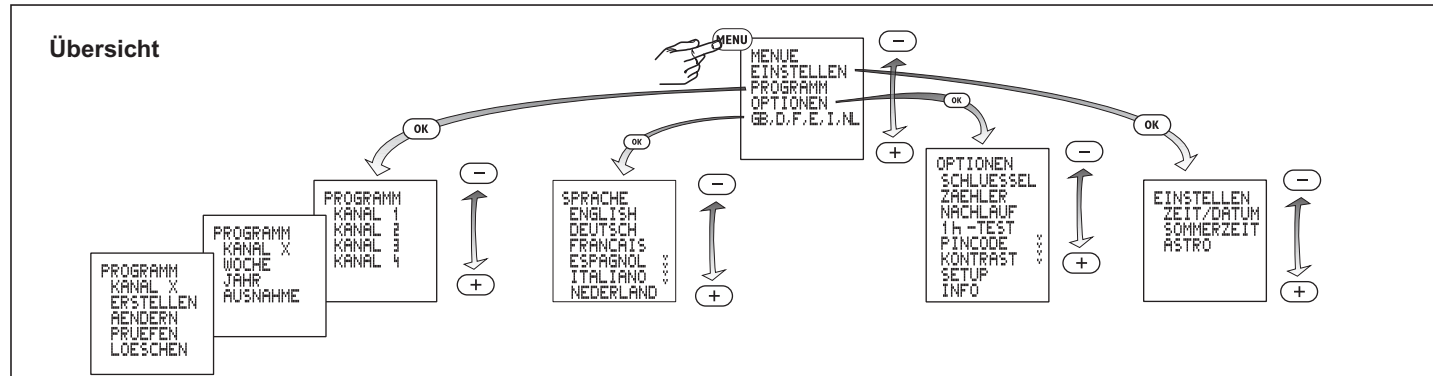 Übersicht
MENU
MENUE
EINSTELLEN
PROGRAMM
OPTIONEN
GB,D,F,E,I,NL
−
+
OK
OK
OK
OK
PROGRAMM
KANAL X
ERSTELLEN
AENDERN
PRUEFEN
LOESCHEN
PROGRAMM
KANAL X
WOCHE
JAHR
AUSNAHME
PROGRAMM
KANAL 1
KANAL 2
KANAL 3
KANAL 4
−
+
SPRACHE
ENGLISH
DEUTSCH
FRANCAIS
ESPAGNOL
ITALIANO
NEDERLAND
−
+
OPTIONEN
SCHLUESSEL
ZAEHLER
NACHLAUF
1h-TEST
PINCODE
KONTRAST
SETUP
INFO
−
+
EINSTELLEN
ZEIT/DATUM
SOMMERZEIT
ASTRO
−
+